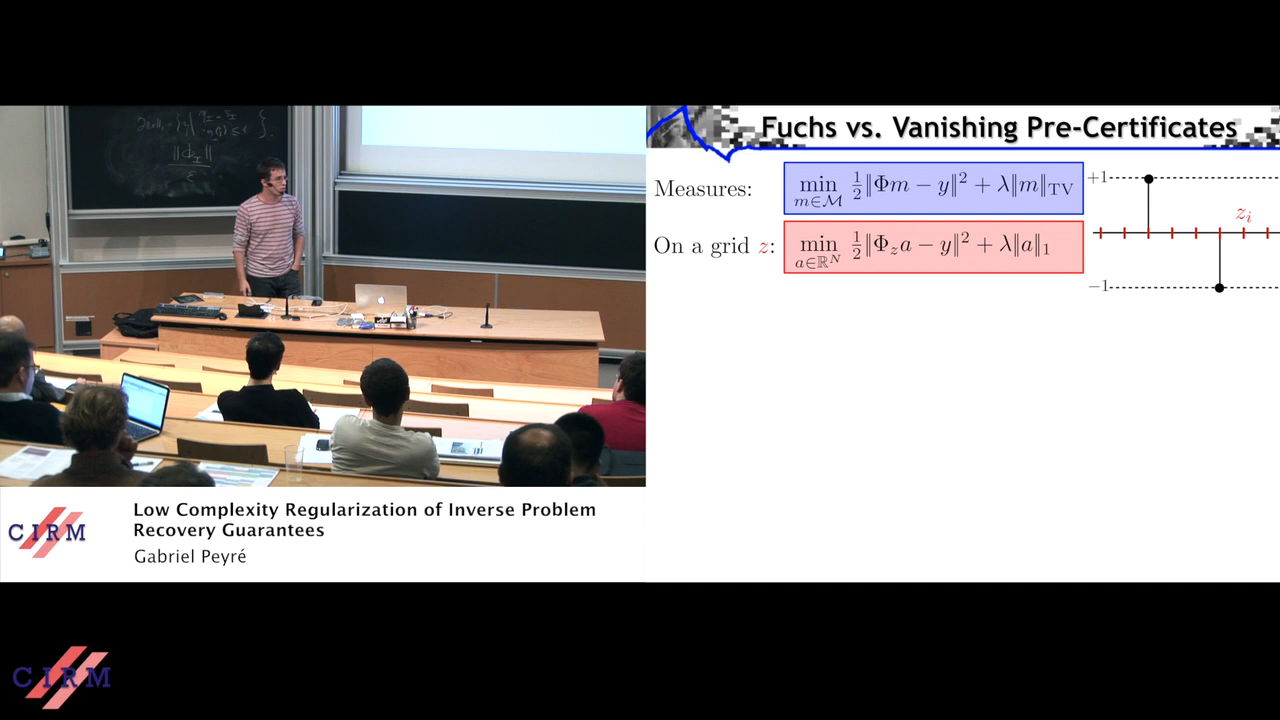 Fuchs vs. Vanishing Pre-Certificates
Measures: min_{m∈ℳ} ½‖Φm − y‖² + λ‖m‖_TV
On a grid z: min_{a∈ℝ^N} ½‖Φ_z a − y‖² + λ‖a‖₁
+1
z_i
−1
CIRM
Low Complexity Regularization of Inverse Problem
Recovery Guarantees
Gabriel Peyré
CIRM